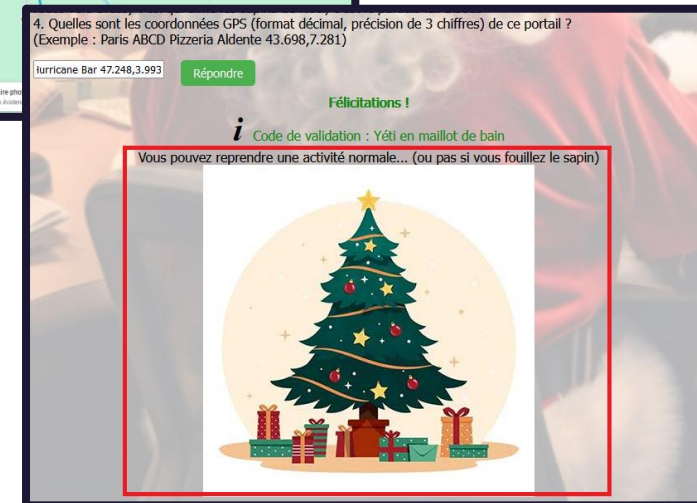 4. Quelles sont les coordonnées GPS (format décimal, précision de 3 chiffres) de ce portail ?
(Exemple : Paris ABCD Pizzeria Aldente 43.698,7.281)
urricane Bar 47.248,3.993
Répondre
Félicitations !
i Code de validation : Yéti en maillot de bain
Vous pouvez reprendre une activité normale... (ou pas si vous fouillez le sapin)